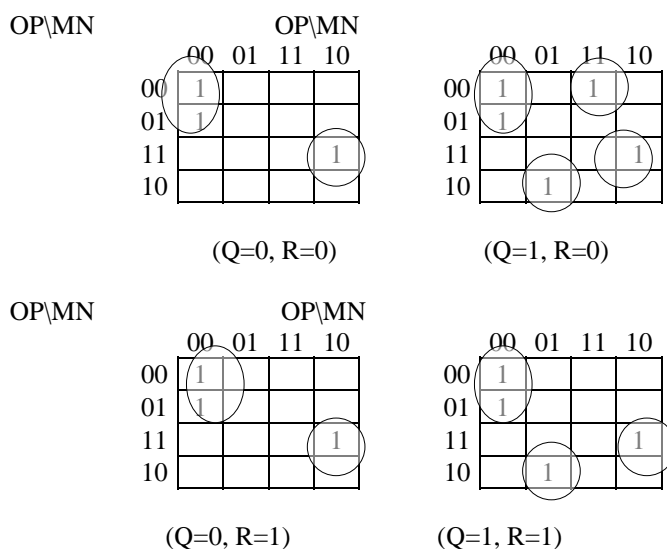 OP\MN OP\MN
00 01 11 10 00 01 11 10
00 1 00 1 1
01 1 01 1
11 1 11 1
10 10 1
(Q=0, R=0) (Q=1, R=0)
OP\MN OP\MN
00 01 11 10 00 01 11 10
00 1 00 1
01 1 01 1
11 1 11 1
10 10 1
(Q=0, R=1) (Q=1, R=1)